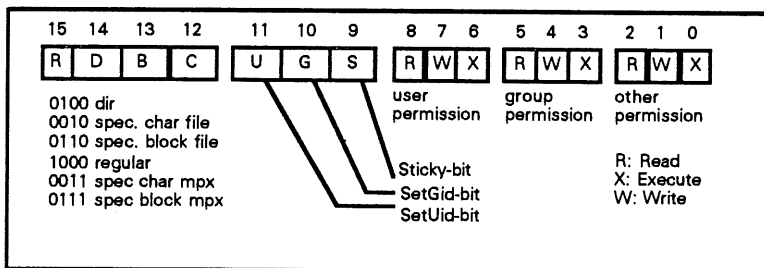 15 14 13 12 11 10 9 8 7 6 5 4 3 2 1 0
R D B C U G S R W X R W X R W X
user permission
group permission
other permission
0100 dir
0010 spec. char file
0110 spec. block file
1000 regular
0011 spec char mpx
0111 spec block mpx
Sticky-bit
SetGid-bit
SetUid-bit
R: Read
X: Execute
W: Write